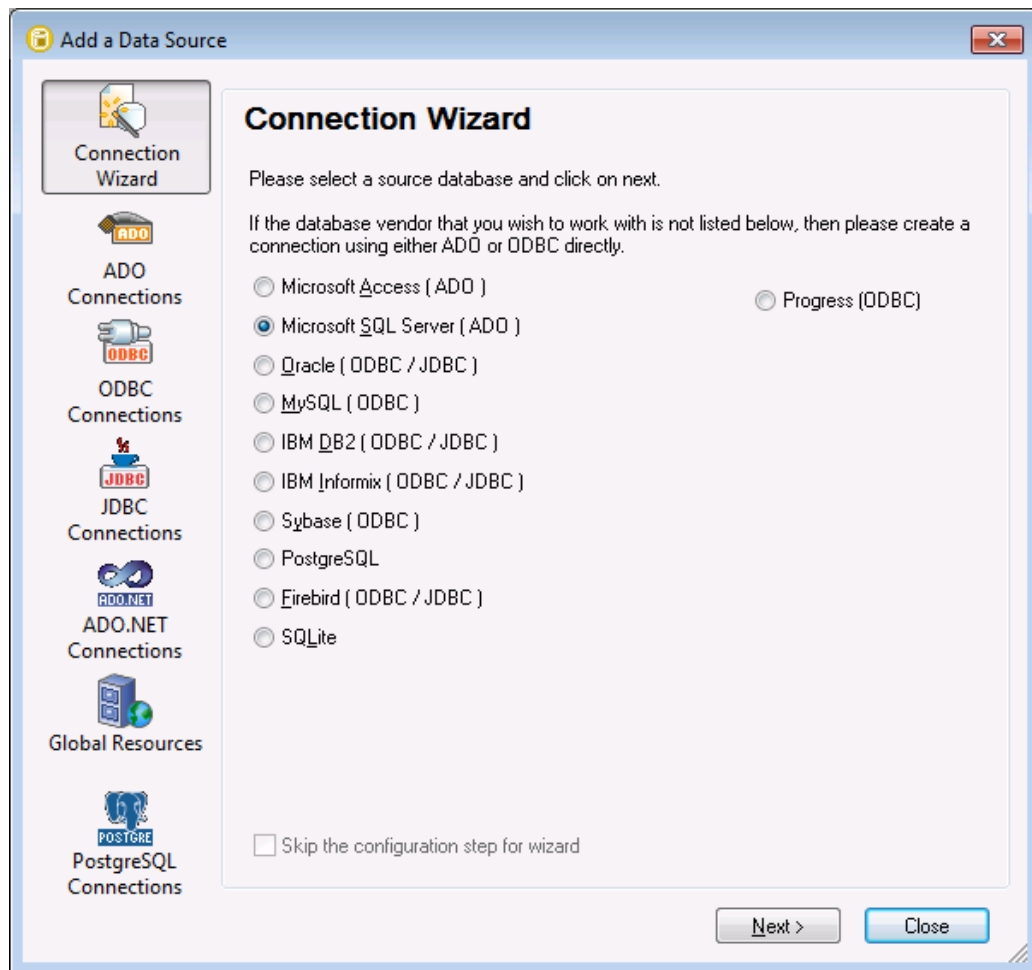 Add a Data Source
Connection
Wizard
ADO
ADO
Connections
ODBC
ODBC
Connections
JDBC
JDBC
Connections
ADO.NET
ADO.NET
Connections
Global Resources
POSTGRE
PostgreSQL
Connections
Connection Wizard
Please select a source database and click on next.
If the database vendor that you wish to work with is not listed below, then please create a
connection using either ADO or ODBC directly.
Microsoft Access ( ADO )
Microsoft SQL Server ( ADO )
Oracle ( ODBC / JDBC )
MySQL ( ODBC )
IBM DB2 ( ODBC / JDBC )
IBM Informix ( ODBC / JDBC )
Sybase ( ODBC )
PostgreSQL
Firebird ( ODBC / JDBC )
SQLite
Progress (ODBC)
Skip the configuration step for wizard
Next >
Close